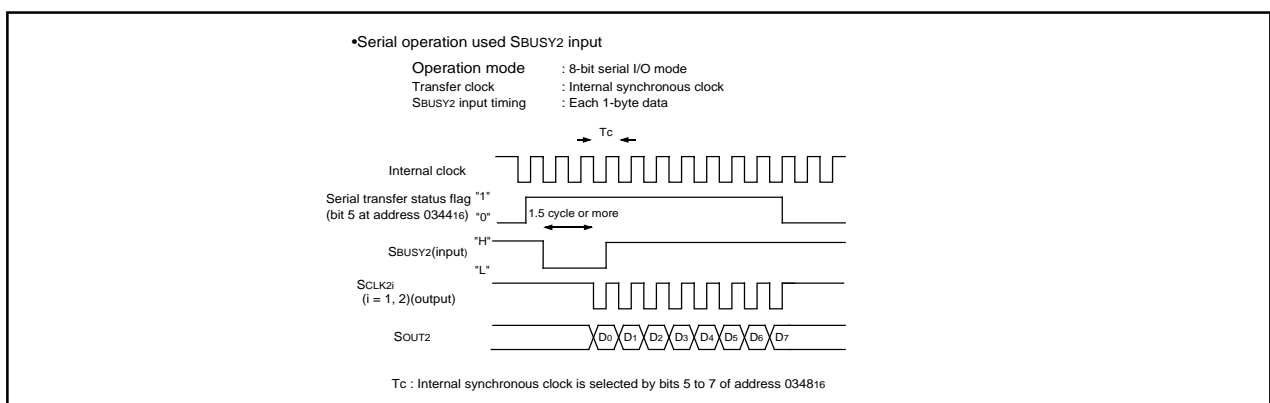 •Serial operation used SBUSY2 input
Operation mode : 8-bit serial I/O mode
Transfer clock : Internal synchronous clock
SBUSY2 input timing : Each 1-byte data
Tc
Internal clock
Serial transfer status flag "1"
(bit 5 at address 034416) "0"
1.5 cycle or more
SBUSY2(input) "H"
"L"
SCLK2i
(i = 1, 2)(output)
SOUT2 D0 D1 D2 D3 D4 D5 D6 D7
Tc : Internal synchronous clock is selected by bits 5 to 7 of address 034816